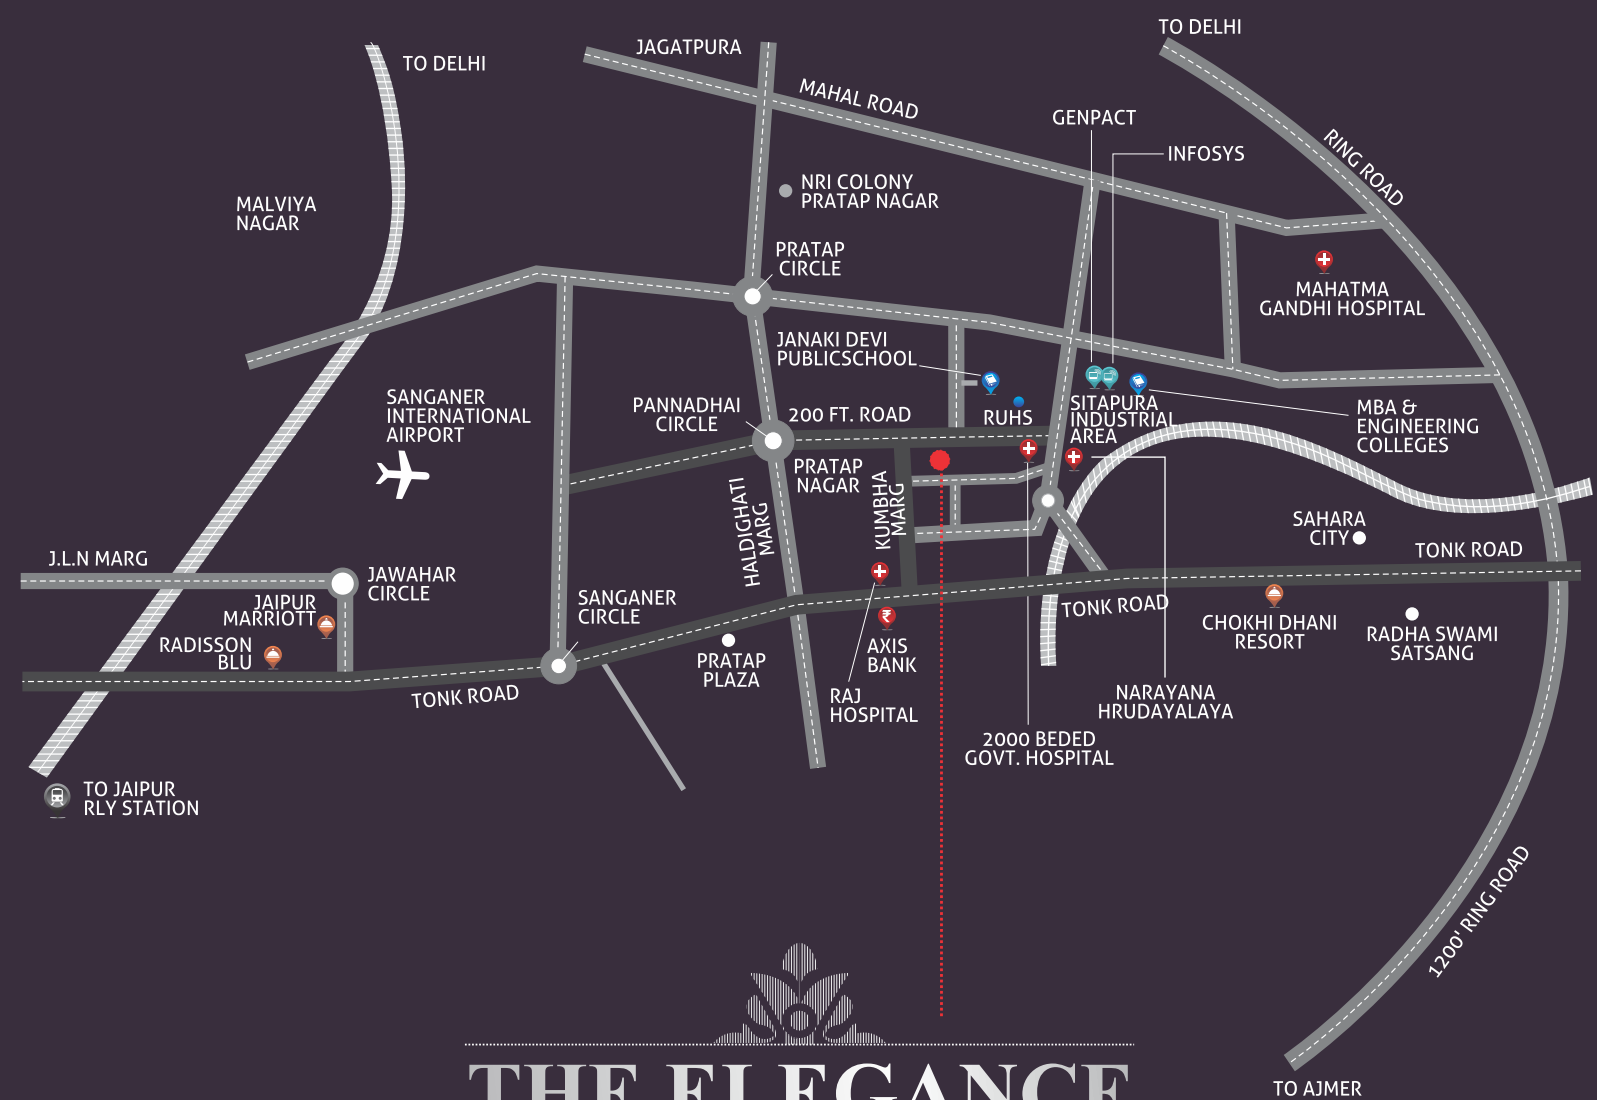 TO DELHI
TO DELHI
JAGATPURA
MAHAL ROAD
GENPACT
INFOSYS
RING ROAD
NRI COLONY
PRATAP NAGAR
MALVIYA
NAGAR
PRATAP
CIRCLE
MAHATMA
GANDHI HOSPITAL
JANAKI DEVI
PUBLICSCHOOL
SANGANER
INTERNATIONAL
AIRPORT
PANNADHAI
CIRCLE
200 FT. ROAD
RUHS
SITAPURA
INDUSTRIAL
AREA
MBA &
ENGINEERING
COLLEGES
PRATAP
NAGAR
HALDIGHATI
MARG
KUMBHA
MARG
SAHARA
CITY
TONK ROAD
J.L.N MARG
JAWAHAR
CIRCLE
JAIPUR
MARRIOTT
RADISSON
BLU
SANGANER
CIRCLE
TONK ROAD
CHOKHI DHANI
RESORT
RADHA SWAMI
SATSANG
PRATAP
PLAZA
AXIS
BANK
TONK ROAD
RAJ
HOSPITAL
NARAYANA
HRUDAYALAYA
2000 BEDED
GOVT. HOSPITAL
TO JAIPUR
RLY STATION
1200' RING ROAD
THE ELEGANCE
TO AJMER